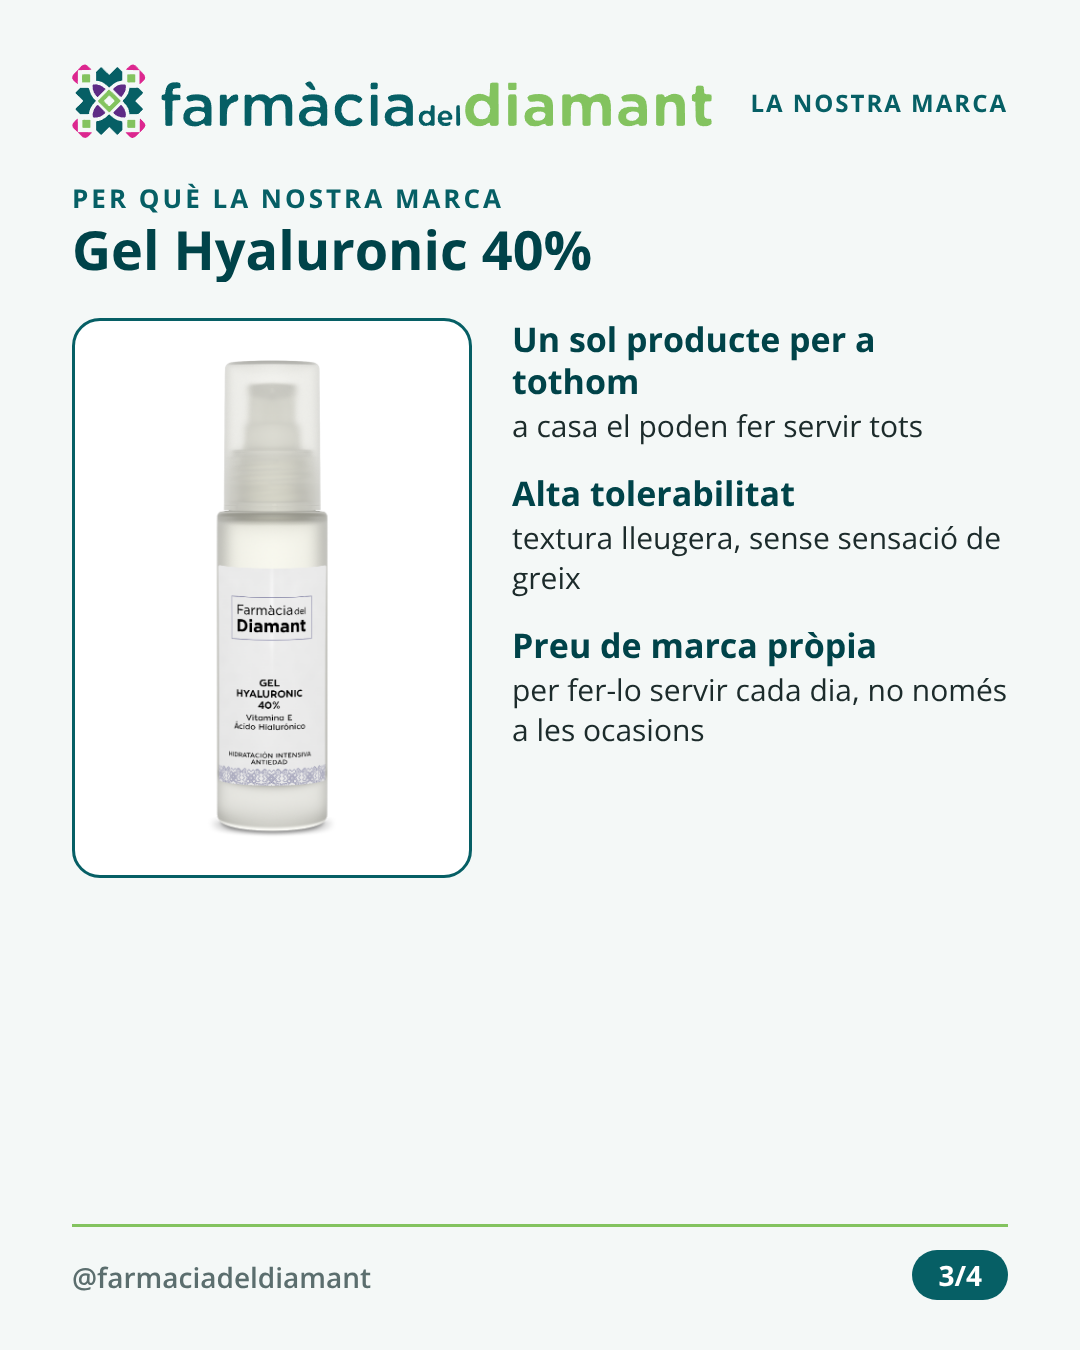 farmàciadeldiamant
LA NOSTRA MARCA
PER QUÈ LA NOSTRA MARCA
Gel Hyaluronic 40%
Farmàciadel
Diamant
GEL
HYALURONIC
40%
Vitamina E
Ácido Hialurónico
HIDRATACIÓN INTENSIVA
ANTIEDAD
Un sol producte per a
tothom
a casa el poden fer servir tots
Alta tolerabilitat
textura lleugera, sense sensació de
greix
Preu de marca pròpia
per fer-lo servir cada dia, no només
a les ocasions
@farmaciadeldiamant
3/4